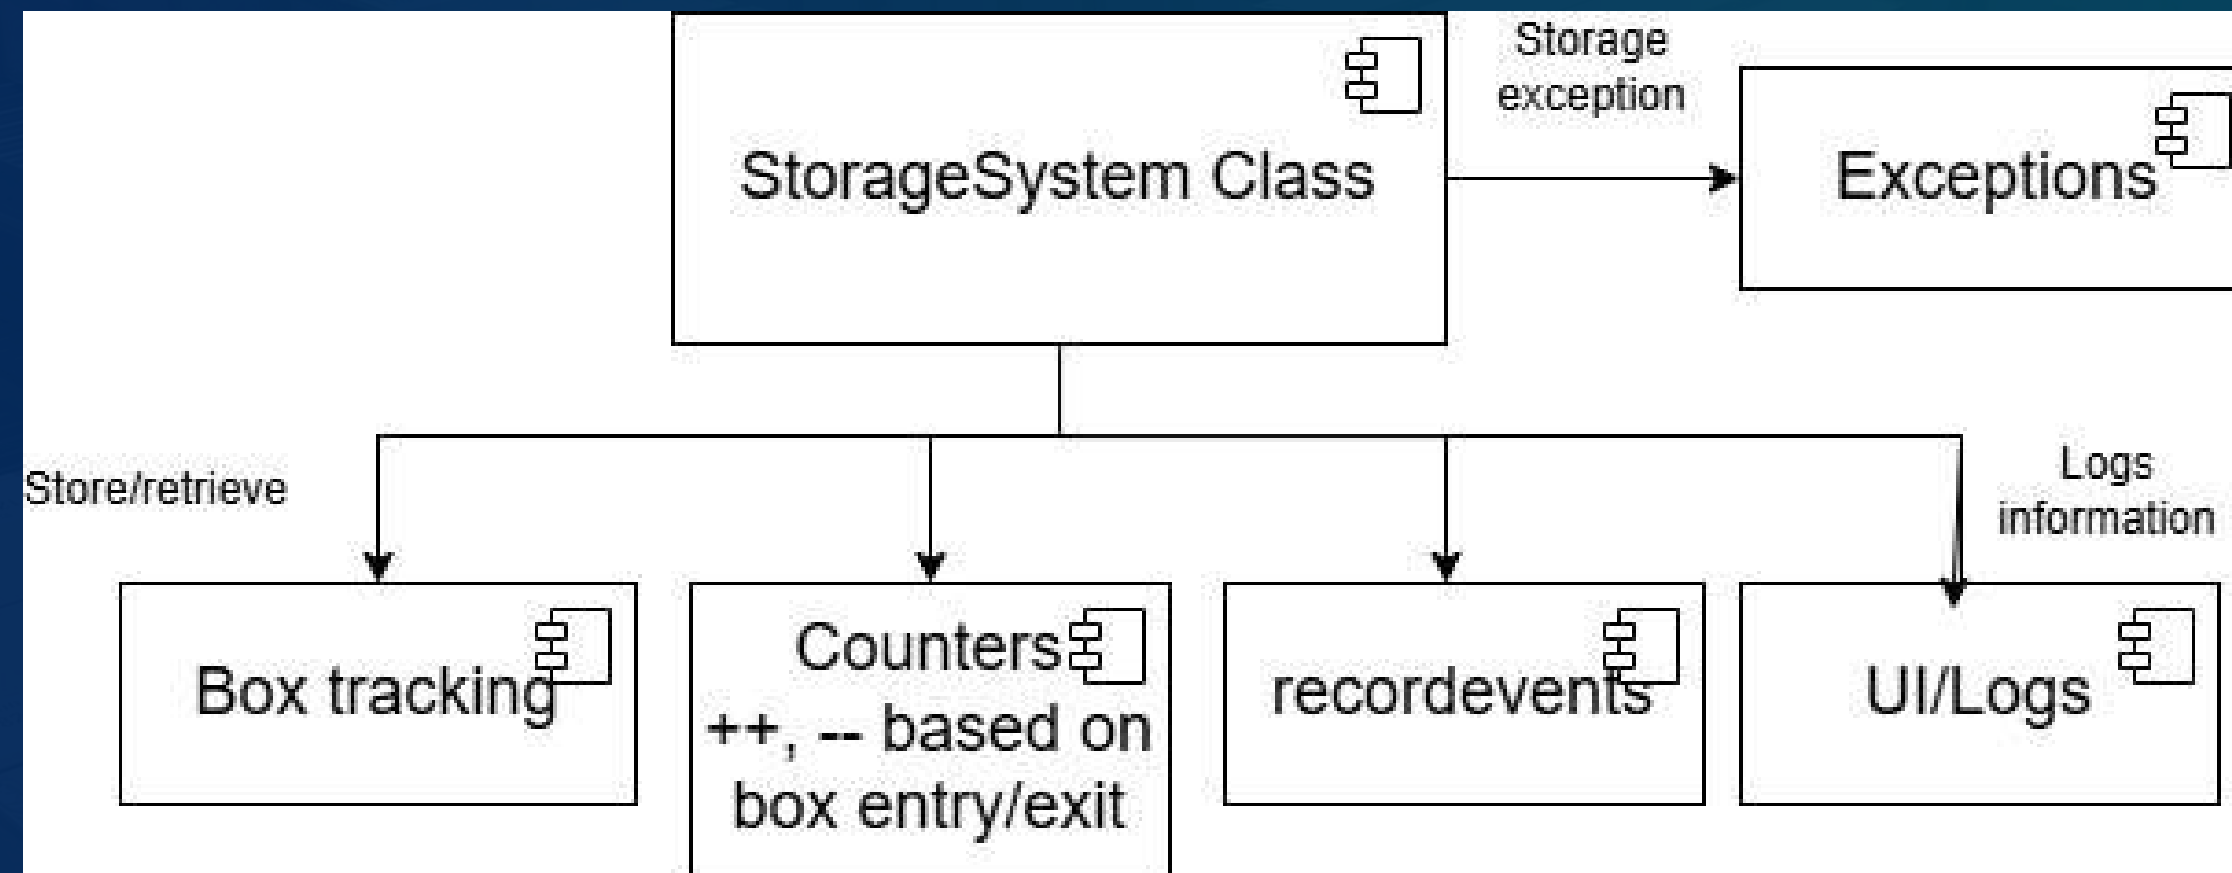 Storage
exception
StorageSystem Class
Exceptions
Store/retrieve
Logs
information
Box tracking
Counters
++, -- based on
box entry/exit
recordevents
UI/Logs